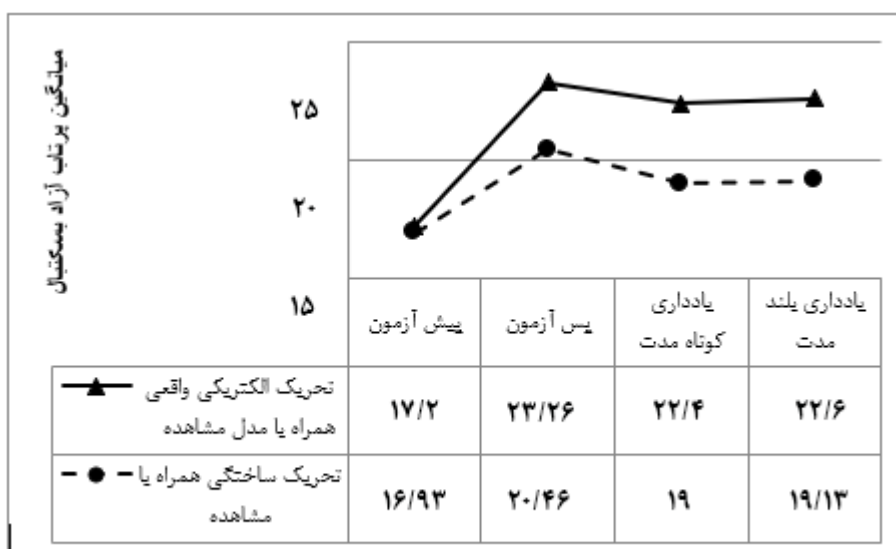 میانگین پرتاب آزاد بسکتبال
۲۵
۲۰
۱۵
پیش آزمون
پس آزمون
یادداری
کوتاه مدت
یادداری بلند
مدت
تحریک الکتریکی واقعی
همراه با مدل مشاهده
۱۷/۲
۲۳/۲۶
۲۲/۴
۲۲/۶
تحریک ساختگی همراه با
مشاهده
۱۶/۹۳
۲۰/۴۶
۱۹
۱۹/۱۳